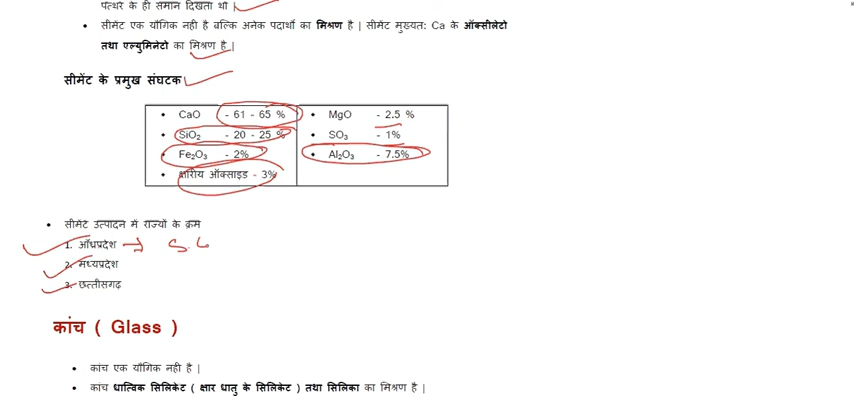 पत्थर के ही समान दिखता था |
• सीमेंट एक यौगिक नही है बल्कि अनेक पदार्थो का मिश्रण है | सीमेंट मुख्यत: Ca के ऑक्सीलेटो
तथा एल्युमिनेटो का मिश्रण है |
सीमेंट के प्रमुख संघटक
• CaO - 61 - 65 % • MgO - 2.5 %
• SiO₂ - 20 - 25 % • SO₃ - 1%
• Fe₂O₃ - 2% • Al₂O₃ - 7.5%
• क्षारीय ऑक्साइड - 3%
• सीमेंट उत्पादन में राज्यों के क्रम
1. आँध्रप्रदेश →
2. मध्यप्रदेश
3. छत्तीसगढ़
कांच ( Glass )
• कांच एक यौगिक नही है |
• कांच धात्विक सिलिकेट ( क्षार धातु के सिलिकेट ) तथा सिलिका का मिश्रण है |